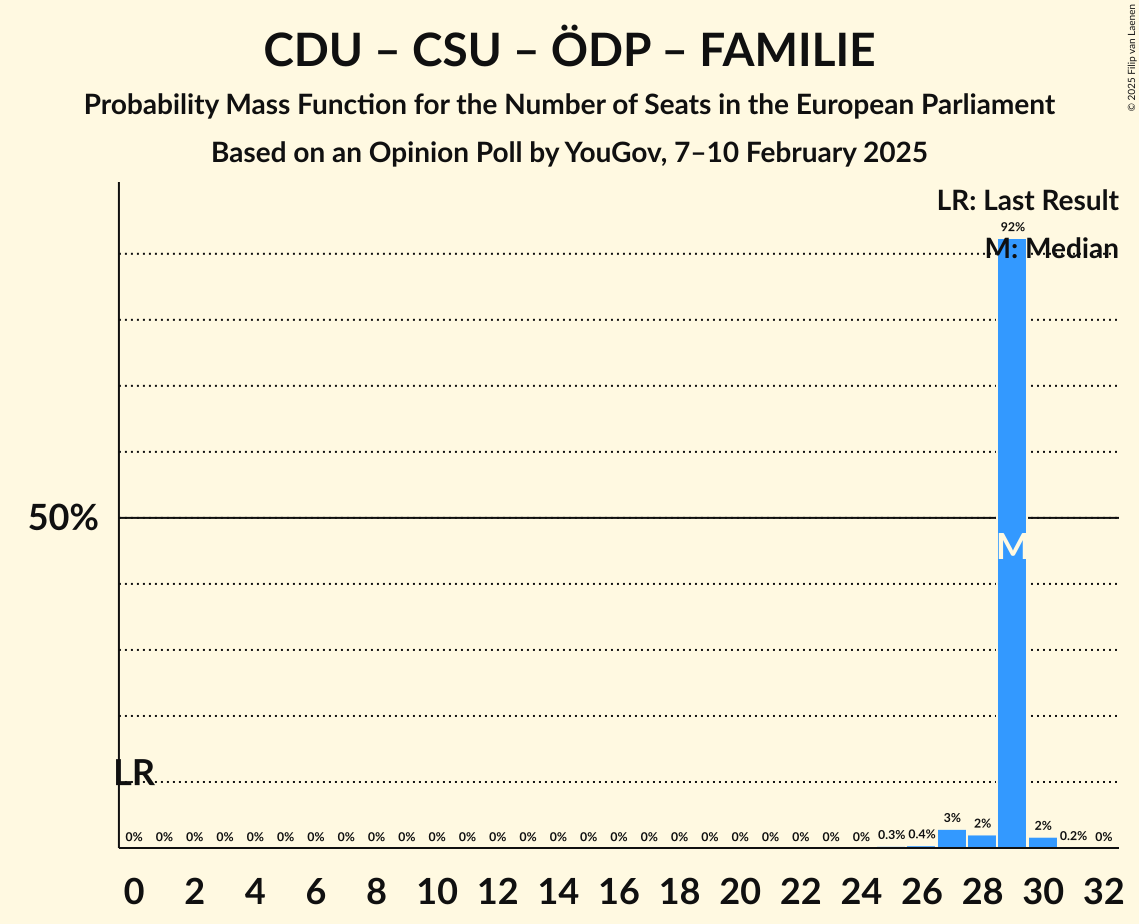 CDU – CSU – ÖDP – FAMILIE
Probability Mass Function for the Number of Seats in the European Parliament
Based on an Opinion Poll by YouGov, 7–10 February 2025
© 2025 Filip van Laenen
LR: Last Result
92%
M: Median
50%
M
LR
0% 0% 0% 0% 0% 0% 0% 0% 0% 0% 0% 0% 0% 0% 0% 0% 0% 0% 0% 0% 0% 0% 0% 0% 0% 0.3% 0.4% 3% 2% 2% 0.2% 0%
0 2 4 6 8 10 12 14 16 18 20 22 24 26 28 30 32